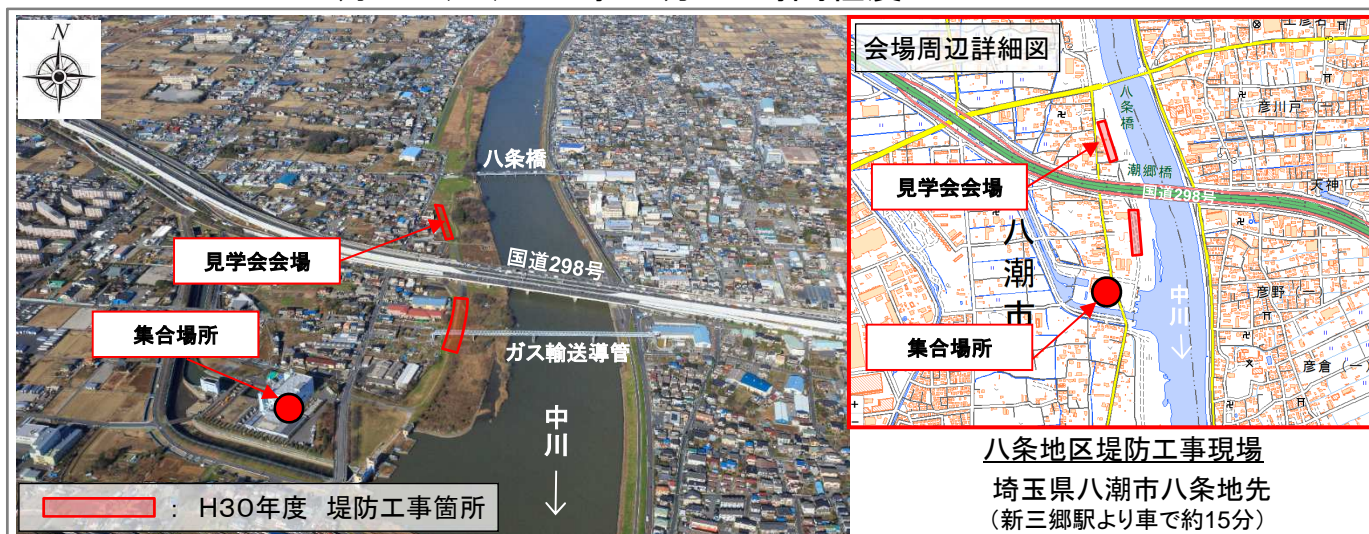 N
八条橋
見学会会場
国道298号
集合場所
ガス輸送導管
中川
: H30年度 堤防工事箇所
会場周辺詳細図
八条橋
彦川戸(一)
見学会会場
潮郷橋
国道298号
天神
八潮市
彦野(一)
中川
集合場所
彦倉(一)
八条地区堤防工事現場
埼玉県八潮市八条地先
(新三郷駅より車で約15分)